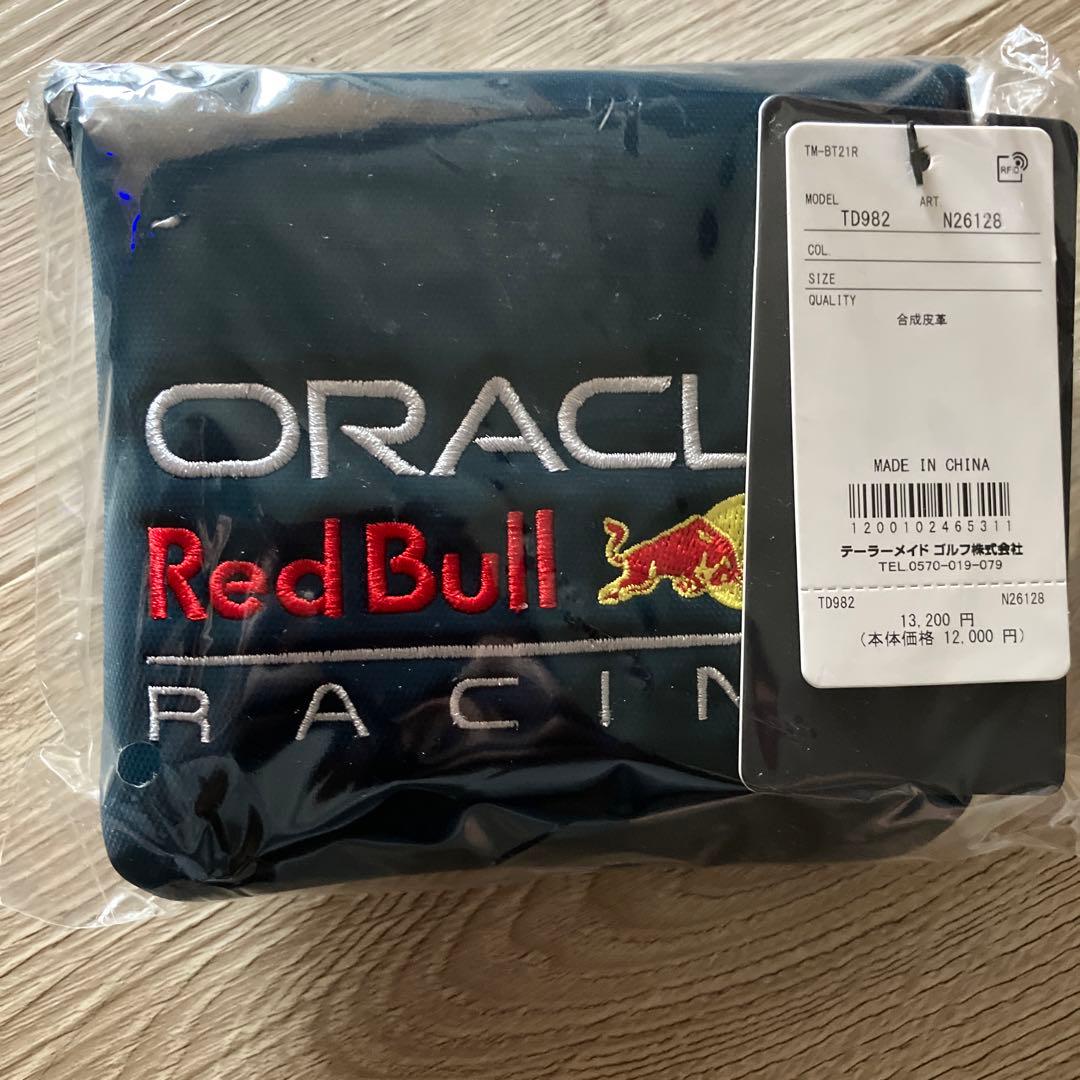 ORACL
Red Bull
RACIN
TM-BT21R
RFID
MODEL TD982 ART. N26128
COL.
SIZE
QUALITY
合成皮革
MADE IN CHINA
1200102465311
テーラーメイド ゴルフ株式会社
TEL.0570-019-079
TD982 N26128
13,200 円
(本体価格 12,000 円)